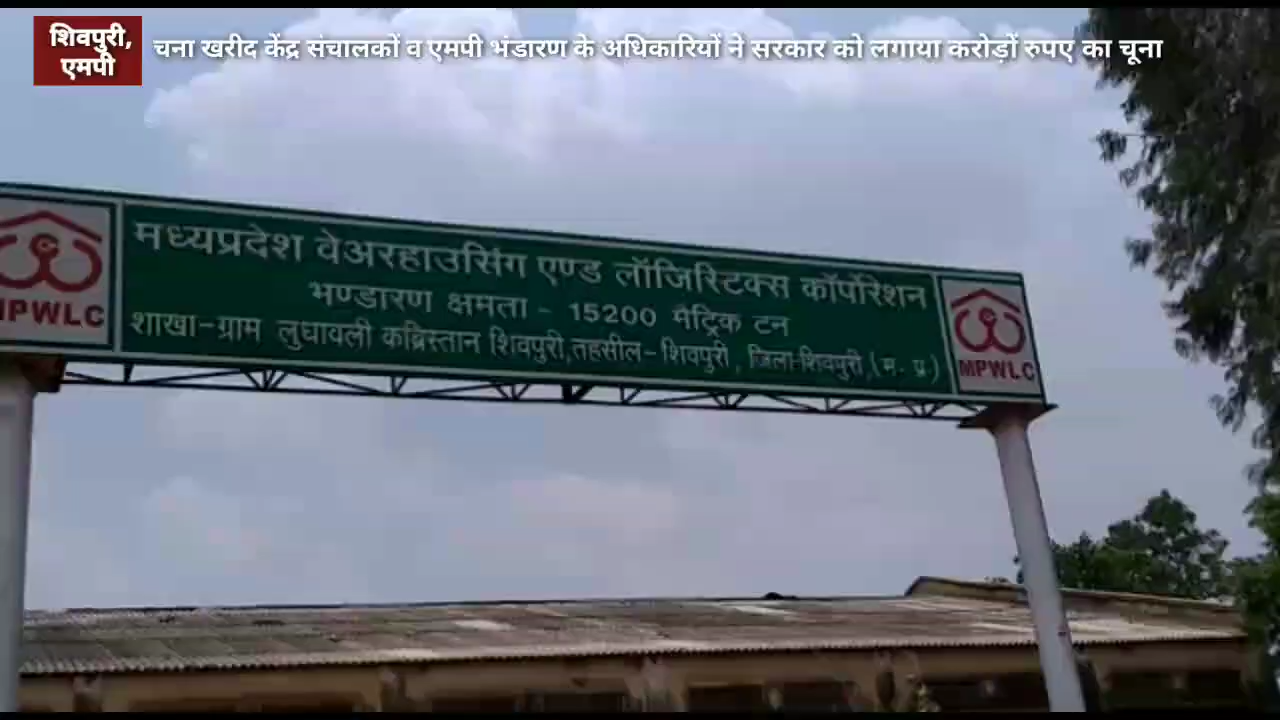 शिवपुरी,
एमपी
चना खरीद केंद्र संचालकों व एमपी भंडारण के अधिकारियों ने सरकार को लगाया करोड़ों रुपए का चूना
मध्यप्रदेश वेअरहाउसिंग एण्ड लॉजिस्टिक्स कॉर्पोरेशन
भण्डारण क्षमता - 15200 मैट्रिक टन
शाखा-ग्राम लुधावली कब्रिस्तान शिवपुरी,तहसील-शिवपुरी, जिला-शिवपुरी,(म. प्र.)
MPWLC
MPWLC